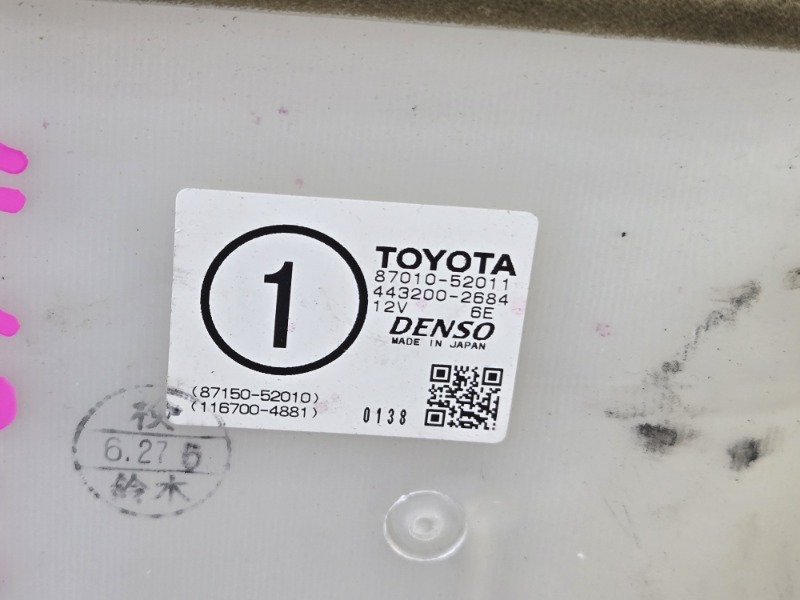 1
TOYOTA
87010-52011
443200-2684
12V 6E
DENSO
MADE IN JAPAN
(87150-52010)
(116700-4881)
0138
検
6.27 5
鈴木